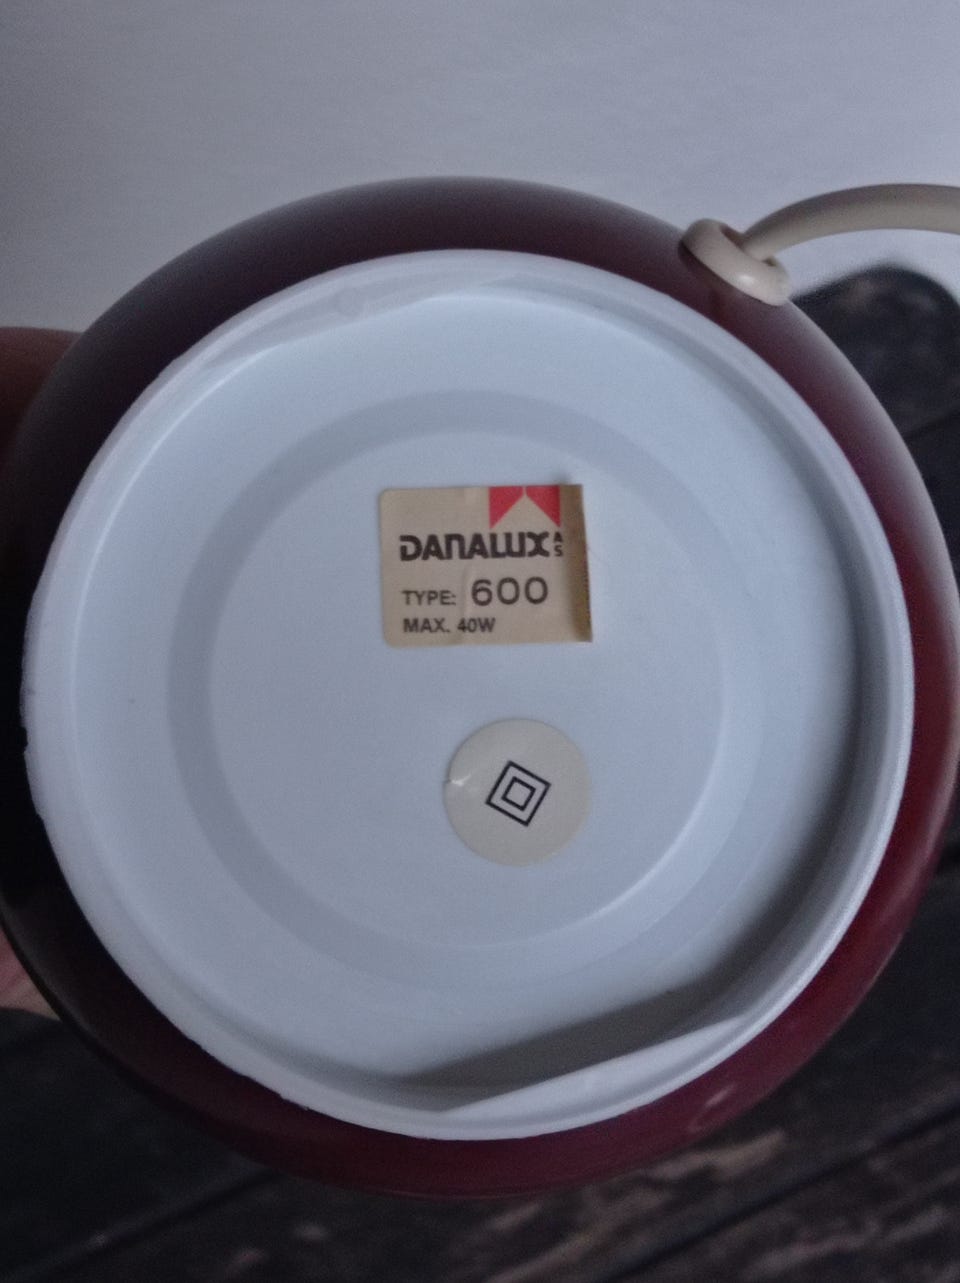 DANALUX A/S
TYPE: 600
MAX. 40W